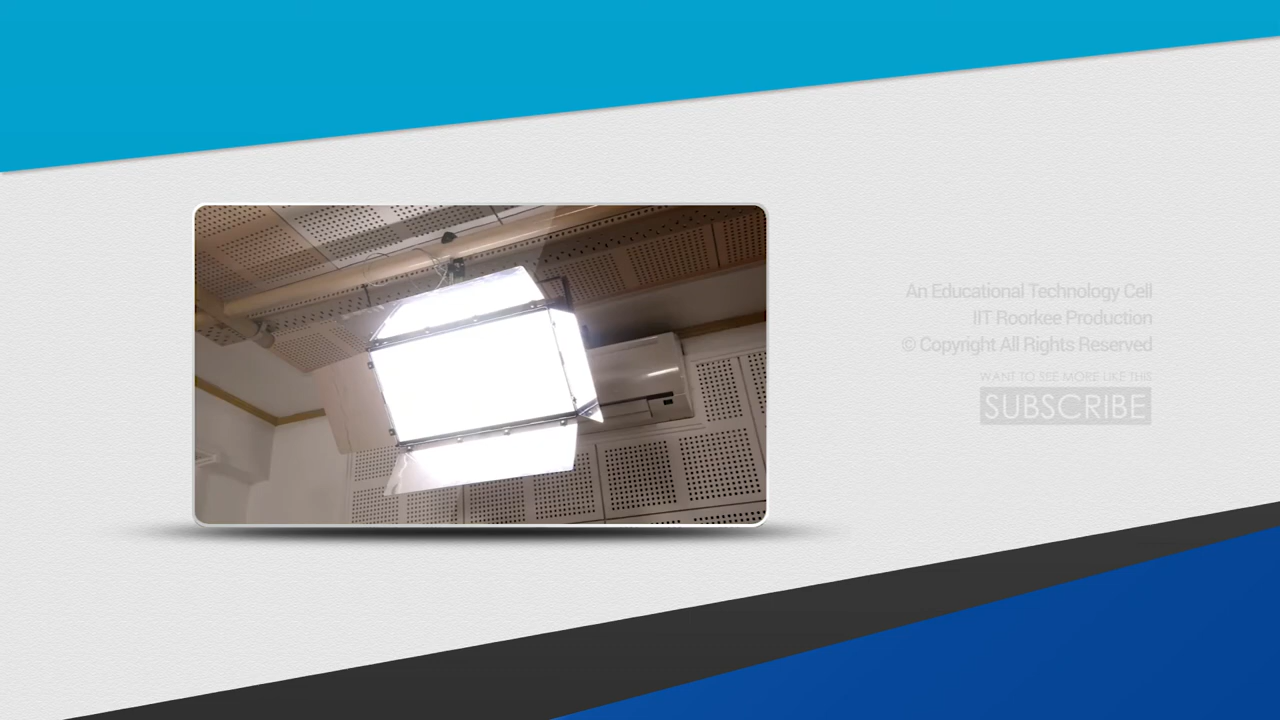 An Educational Technology Cell
IIT Roorkee Production
© Copyright All Rights Reserved
WANT TO SEE MORE LIKE THIS
SUBSCRIBE